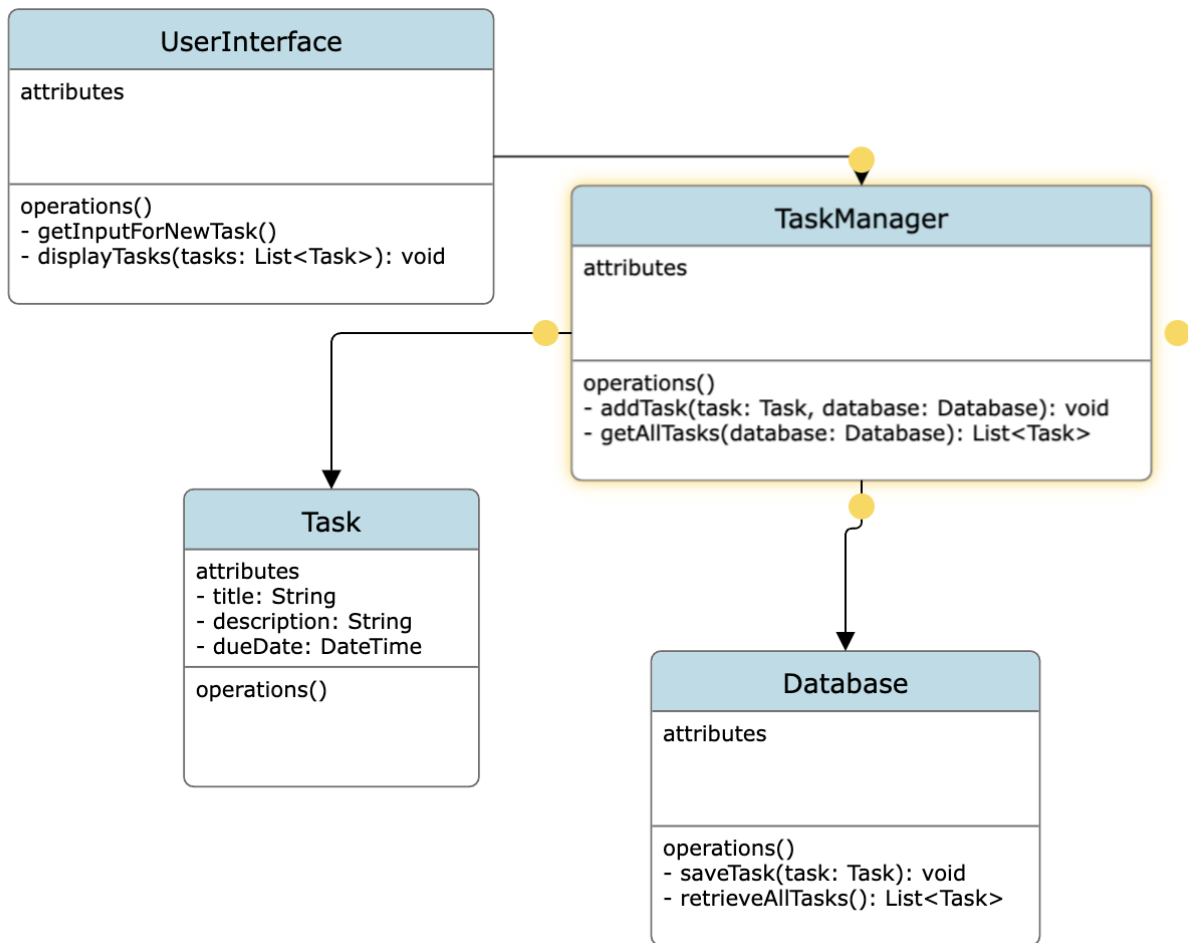 UserInterface
attributes
operations()
- getInputForNewTask()
- displayTasks(tasks: List<Task>): void
TaskManager
attributes
operations()
- addTask(task: Task, database: Database): void
- getAllTasks(database: Database): List<Task>
Task
attributes
- title: String
- description: String
- dueDate: DateTime
operations()
Database
attributes
operations()
- saveTask(task: Task): void
- retrieveAllTasks(): List<Task>